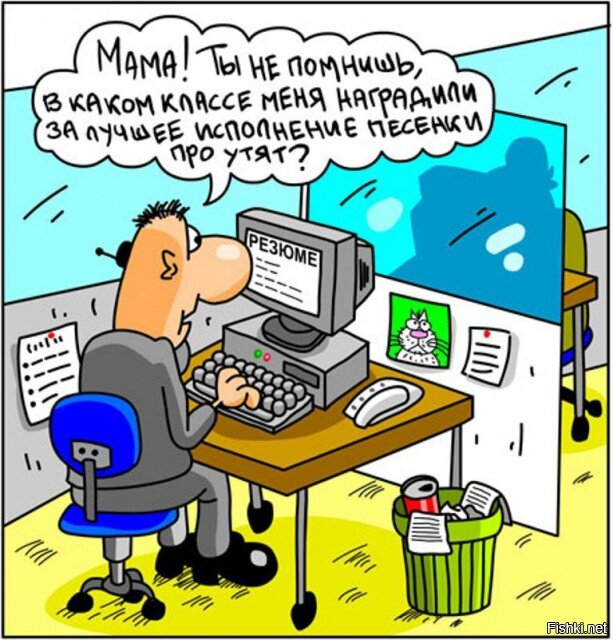 Мама! Ты не помнишь,
в каком классе меня наградили
за лучшее исполнение песенки
про утят?
РЕЗЮМЕ
Fishki.net